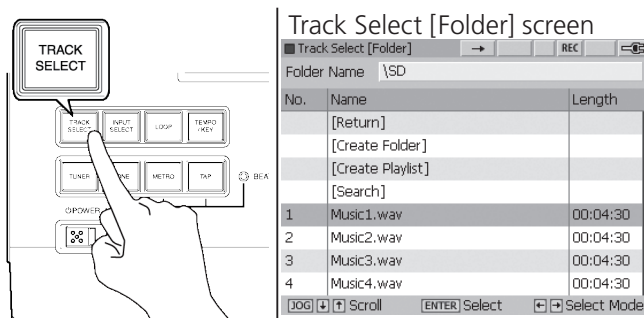 TRACK
SELECT
TRACK
SELECT
INPUT
SELECT
LOOP
TEMPO
/KEY
TUNER
METRO
TAP
POWER
Track Select [Folder] screen
Track Select [Folder] → REC
Folder Name \SD
No. Name Length
[Return]
[Create Folder]
[Create Playlist]
[Search]
1 Music1.wav 00:04:30
2 Music2.wav 00:04:30
3 Music3.wav 00:04:30
4 Music4.wav 00:04:30
JOG ↓ ↑ Scroll ENTER Select ← → Select Mode